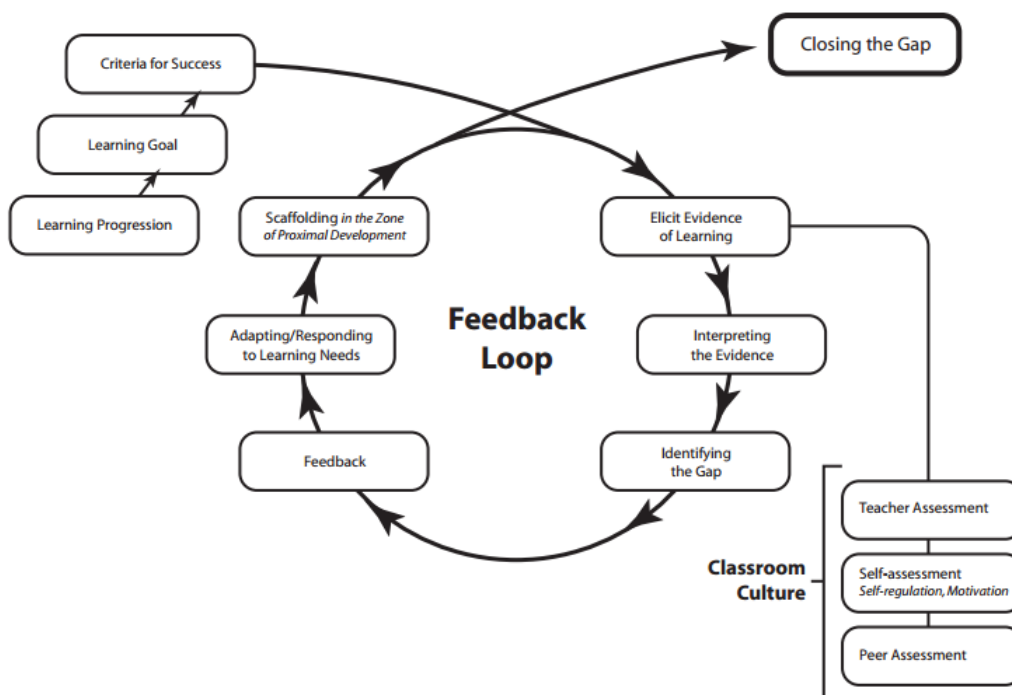 Closing the Gap
Criteria for Success
Learning Goal
Learning Progression
Scaffolding in the Zone
of Proximal Development
Elicit Evidence
of Learning
Adapting/Responding
to Learning Needs
Feedback
Loop
Interpreting
the Evidence
Feedback
Identifying
the Gap
Classroom
Culture
Teacher Assessment
Self-assessment
Self-regulation, Motivation
Peer Assessment